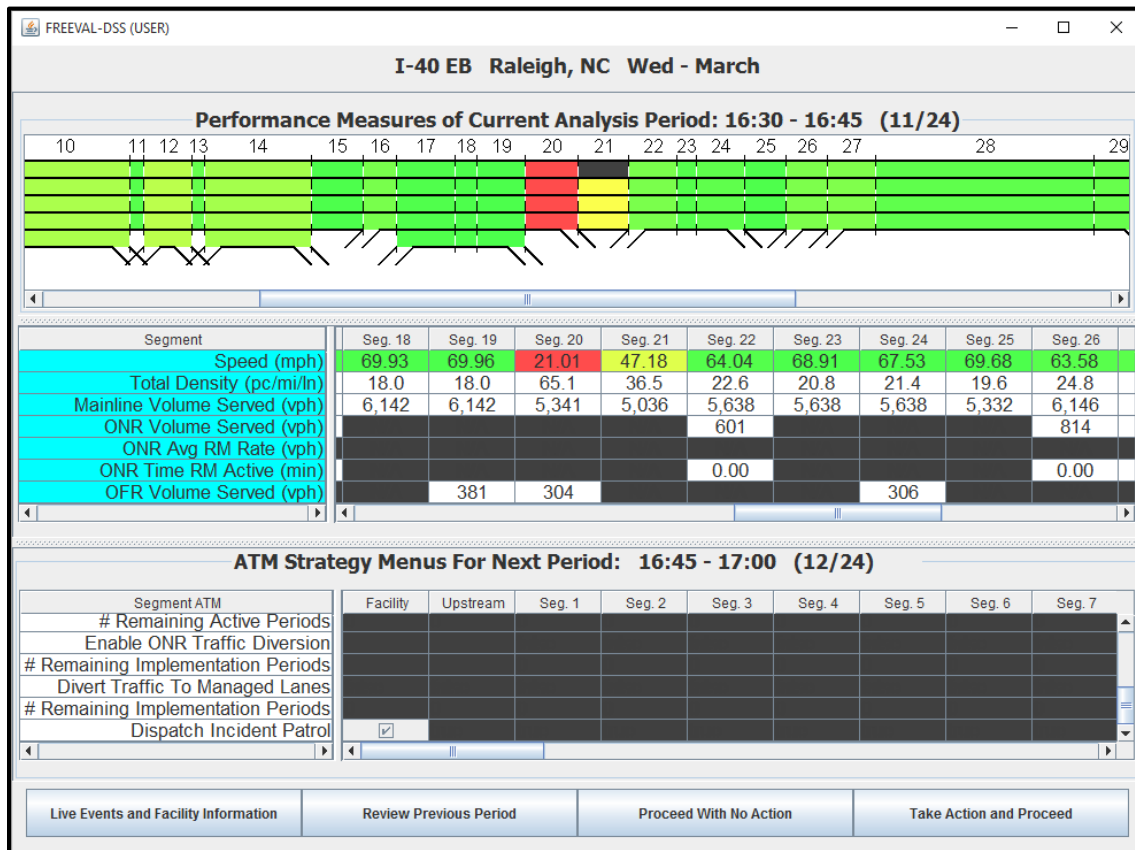 FREEVAL-DSS (USER)
I-40 EB Raleigh, NC Wed - March
Performance Measures of Current Analysis Period: 16:30 - 16:45 (11/24)
10 11 12 13 14 15 16 17 18 19 20 21 22 23 24 25 26 27 28 29
Segment Seg. 18 Seg. 19 Seg. 20 Seg. 21 Seg. 22 Seg. 23 Seg. 24 Seg. 25 Seg. 26
Speed (mph) 69.93 69.96 21.01 47.18 64.04 68.91 67.53 69.68 63.58
Total Density (pc/mi/ln) 18.0 18.0 65.1 36.5 22.6 20.8 21.4 19.6 24.8
Mainline Volume Served (vph) 6,142 6,142 5,341 5,036 5,638 5,638 5,638 5,332 6,146
ONR Volume Served (vph) 601 814
ONR Avg RM Rate (vph)
ONR Time RM Active (min) 0.00 0.00
OFR Volume Served (vph) 381 304 306
ATM Strategy Menus For Next Period: 16:45 - 17:00 (12/24)
Segment ATM Facility Upstream Seg. 1 Seg. 2 Seg. 3 Seg. 4 Seg. 5 Seg. 6 Seg. 7
# Remaining Active Periods
Enable ONR Traffic Diversion
# Remaining Implementation Periods
Divert Traffic To Managed Lanes
# Remaining Implementation Periods
Dispatch Incident Patrol
Live Events and Facility Information Review Previous Period Proceed With No Action Take Action and Proceed